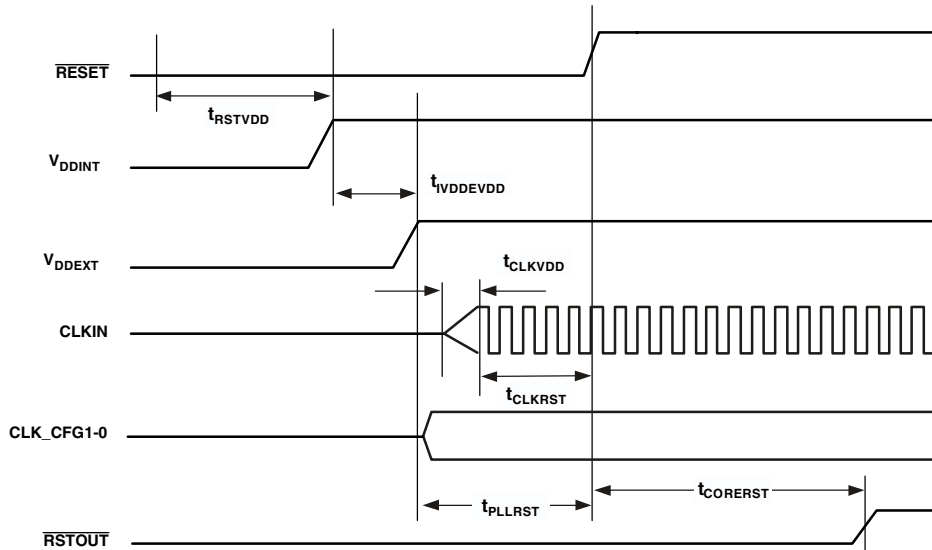 RESET
tRSTVDD
VDDINT
tIVDDEVDD
VDDEXT
tCLKVDD
CLKIN
tCLKRST
CLK_CFG1-0
tPLLRST
tCORERST
RSTOUT